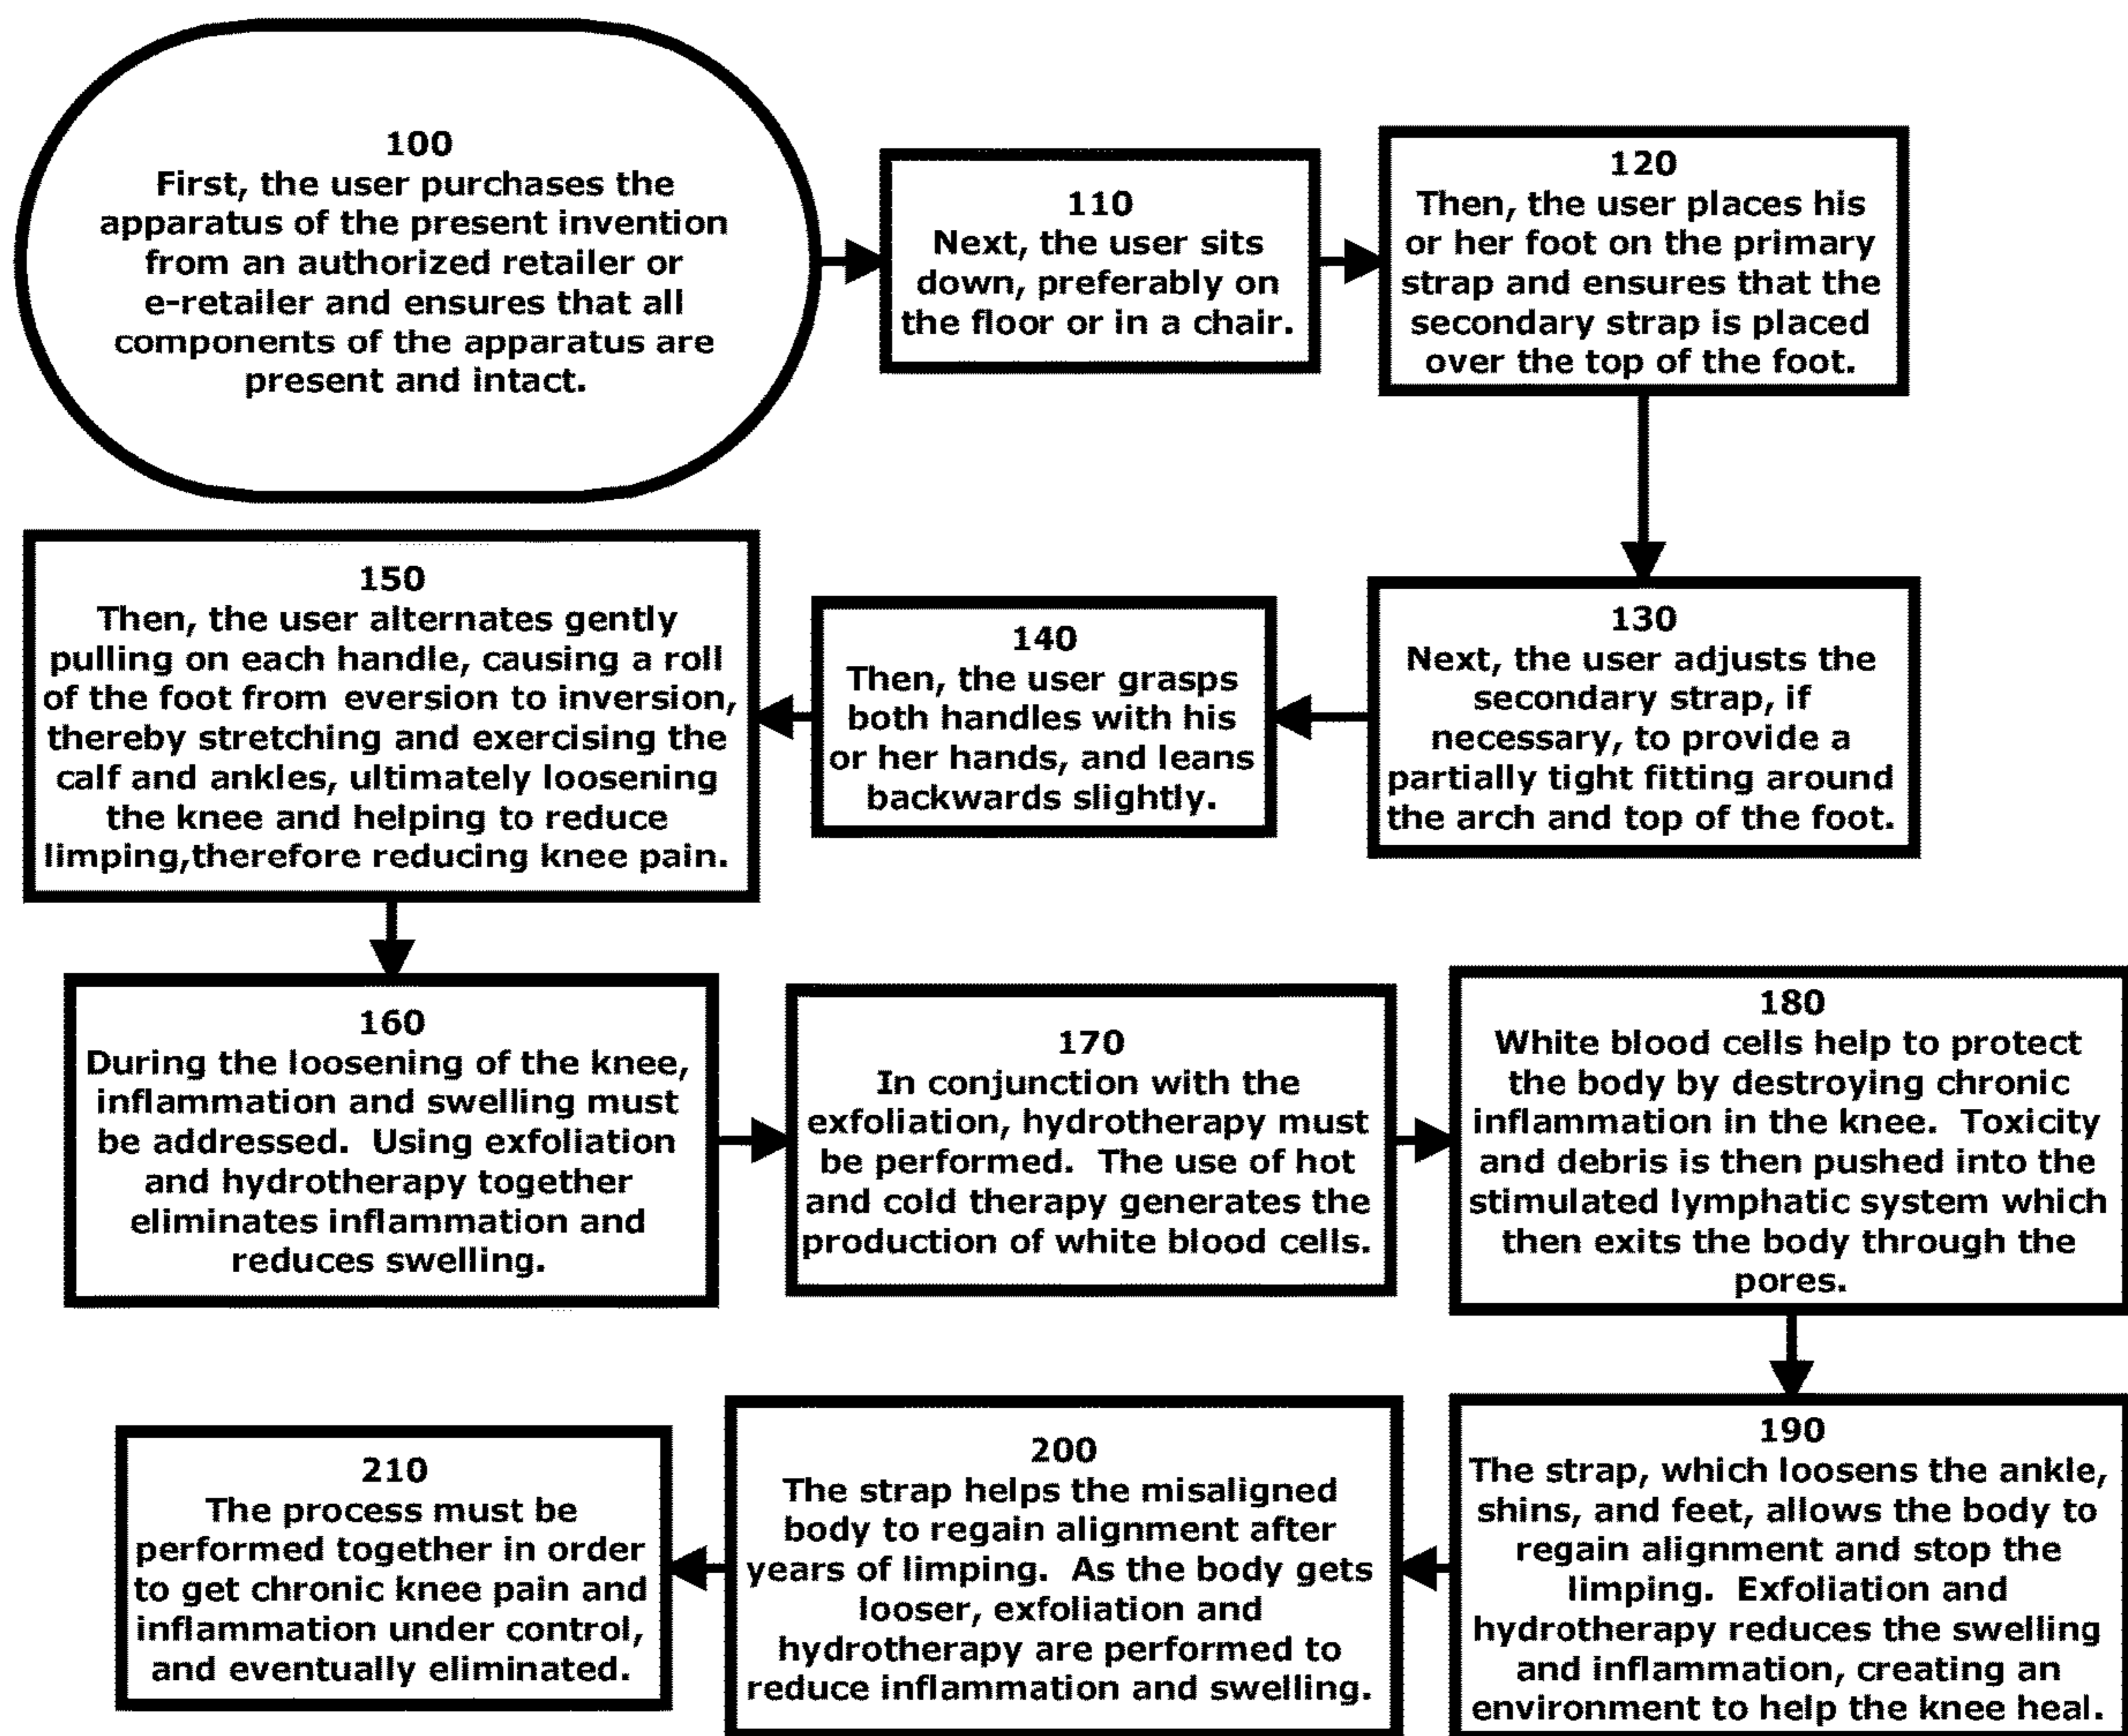 100
First, the user purchases the
apparatus of the present invention
from an authorized retailer or
e-retailer and ensures that all
components of the apparatus are
present and intact.
110
Next, the user sits
down, preferably on
the floor or in a chair.
120
Then, the user places his
or her foot on the primary
strap and ensures that the
secondary strap is placed
over the top of the foot.
130
Next, the user adjusts the
secondary strap, if
necessary, to provide a
partially tight fitting around
the arch and top of the foot.
140
Then, the user grasps
both handles with his
or her hands, and leans
backwards slightly.
150
Then, the user alternates gently
pulling on each handle, causing a roll
of the foot from eversion to inversion,
thereby stretching and exercising the
calf and ankles, ultimately loosening
the knee and helping to reduce
limping,therefore reducing knee pain.
160
During the loosening of the knee,
inflammation and swelling must
be addressed. Using exfoliation
and hydrotherapy together
eliminates inflammation and
reduces swelling.
170
In conjunction with the
exfoliation, hydrotherapy must
be performed. The use of hot
and cold therapy generates the
production of white blood cells.
180
White blood cells help to protect
the body by destroying chronic
inflammation in the knee. Toxicity
and debris is then pushed into the
stimulated lymphatic system which
then exits the body through the
pores.
190
The strap, which loosens the ankle,
shins, and feet, allows the body to
regain alignment and stop the
limping. Exfoliation and
hydrotherapy reduces the swelling
and inflammation, creating an
environment to help the knee heal.
200
The strap helps the misaligned
body to regain alignment after
years of limping. As the body gets
looser, exfoliation and
hydrotherapy are performed to
reduce inflammation and swelling.
210
The process must be
performed together in order
to get chronic knee pain and
inflammation under control,
and eventually eliminated.